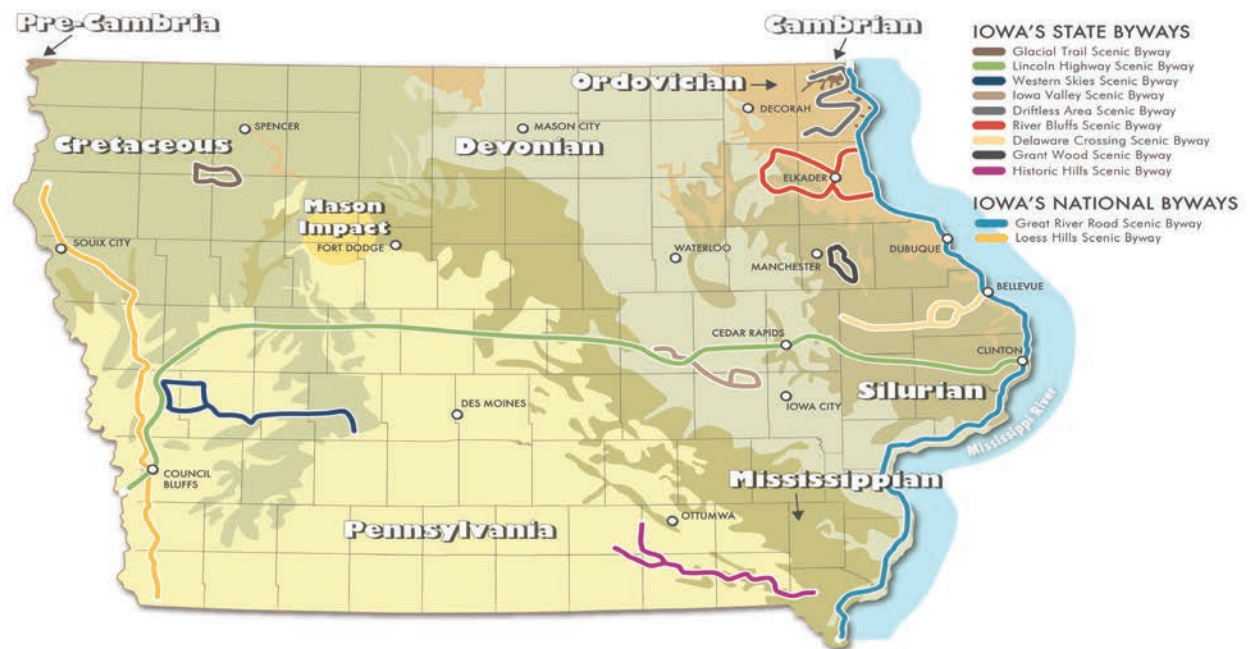 Pre-Cambria
Cambrian
Ordovician
DECORAH
SPENCER
MASON CITY
Cretaceous
Devonian
ELKADER
Mason
Impact
FORT DODGE
SOUIX CITY
WATERLOO
MANCHESTER
DUBUQUE
BELLEVUE
CEDAR RAPIDS
CLINTON
Silurian
IOWA CITY
DES MOINES
Mississippi River
COUNCIL
BLUFFS
Mississippian
OTTUMWA
Pennsylvania
IOWA'S STATE BYWAYS
Glacial Trail Scenic Byway
Lincoln Highway Scenic Byway
Western Skies Scenic Byway
Iowa Valley Scenic Byway
Driftless Area Scenic Byway
River Bluffs Scenic Byway
Delaware Crossing Scenic Byway
Grant Wood Scenic Byway
Historic Hills Scenic Byway
IOWA'S NATIONAL BYWAYS
Great River Road Scenic Byway
Loess Hills Scenic Byway